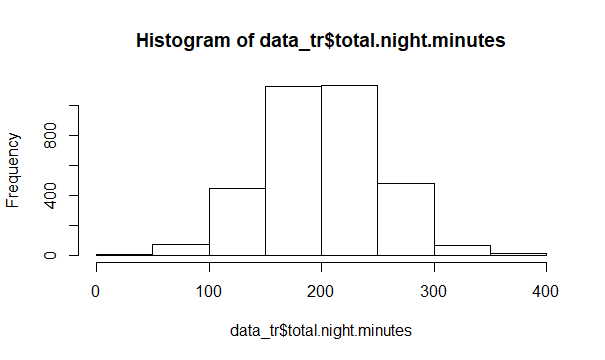 Histogram of data_tr$total.night.minutes
Frequency
800
400
0
0 100 200 300 400
data_tr$total.night.minutes